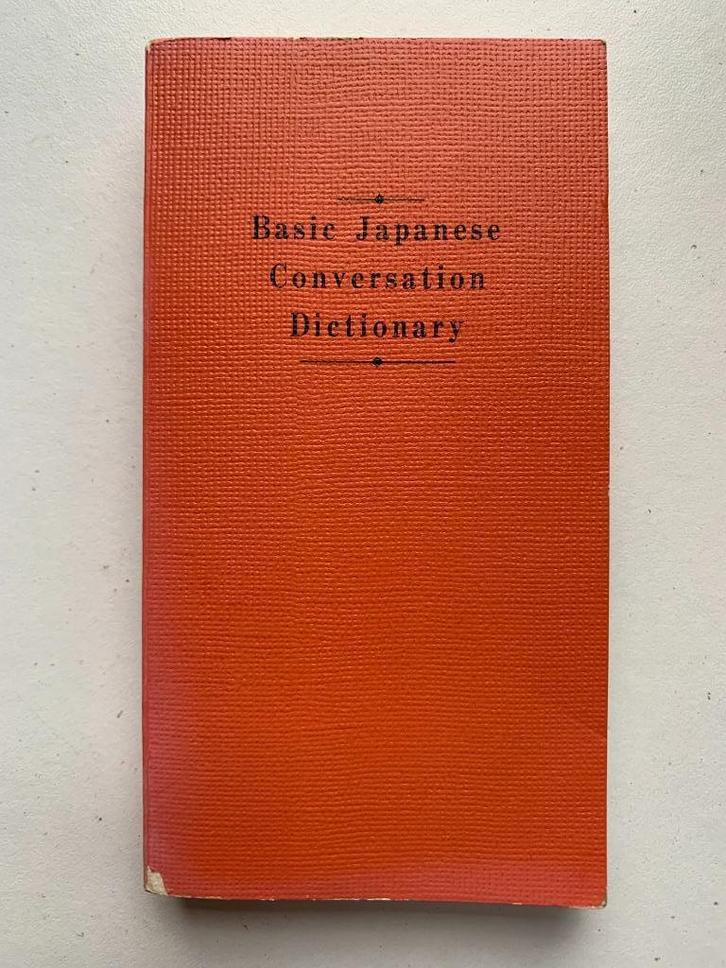 Basic Japanese
Conversation
Dictionary